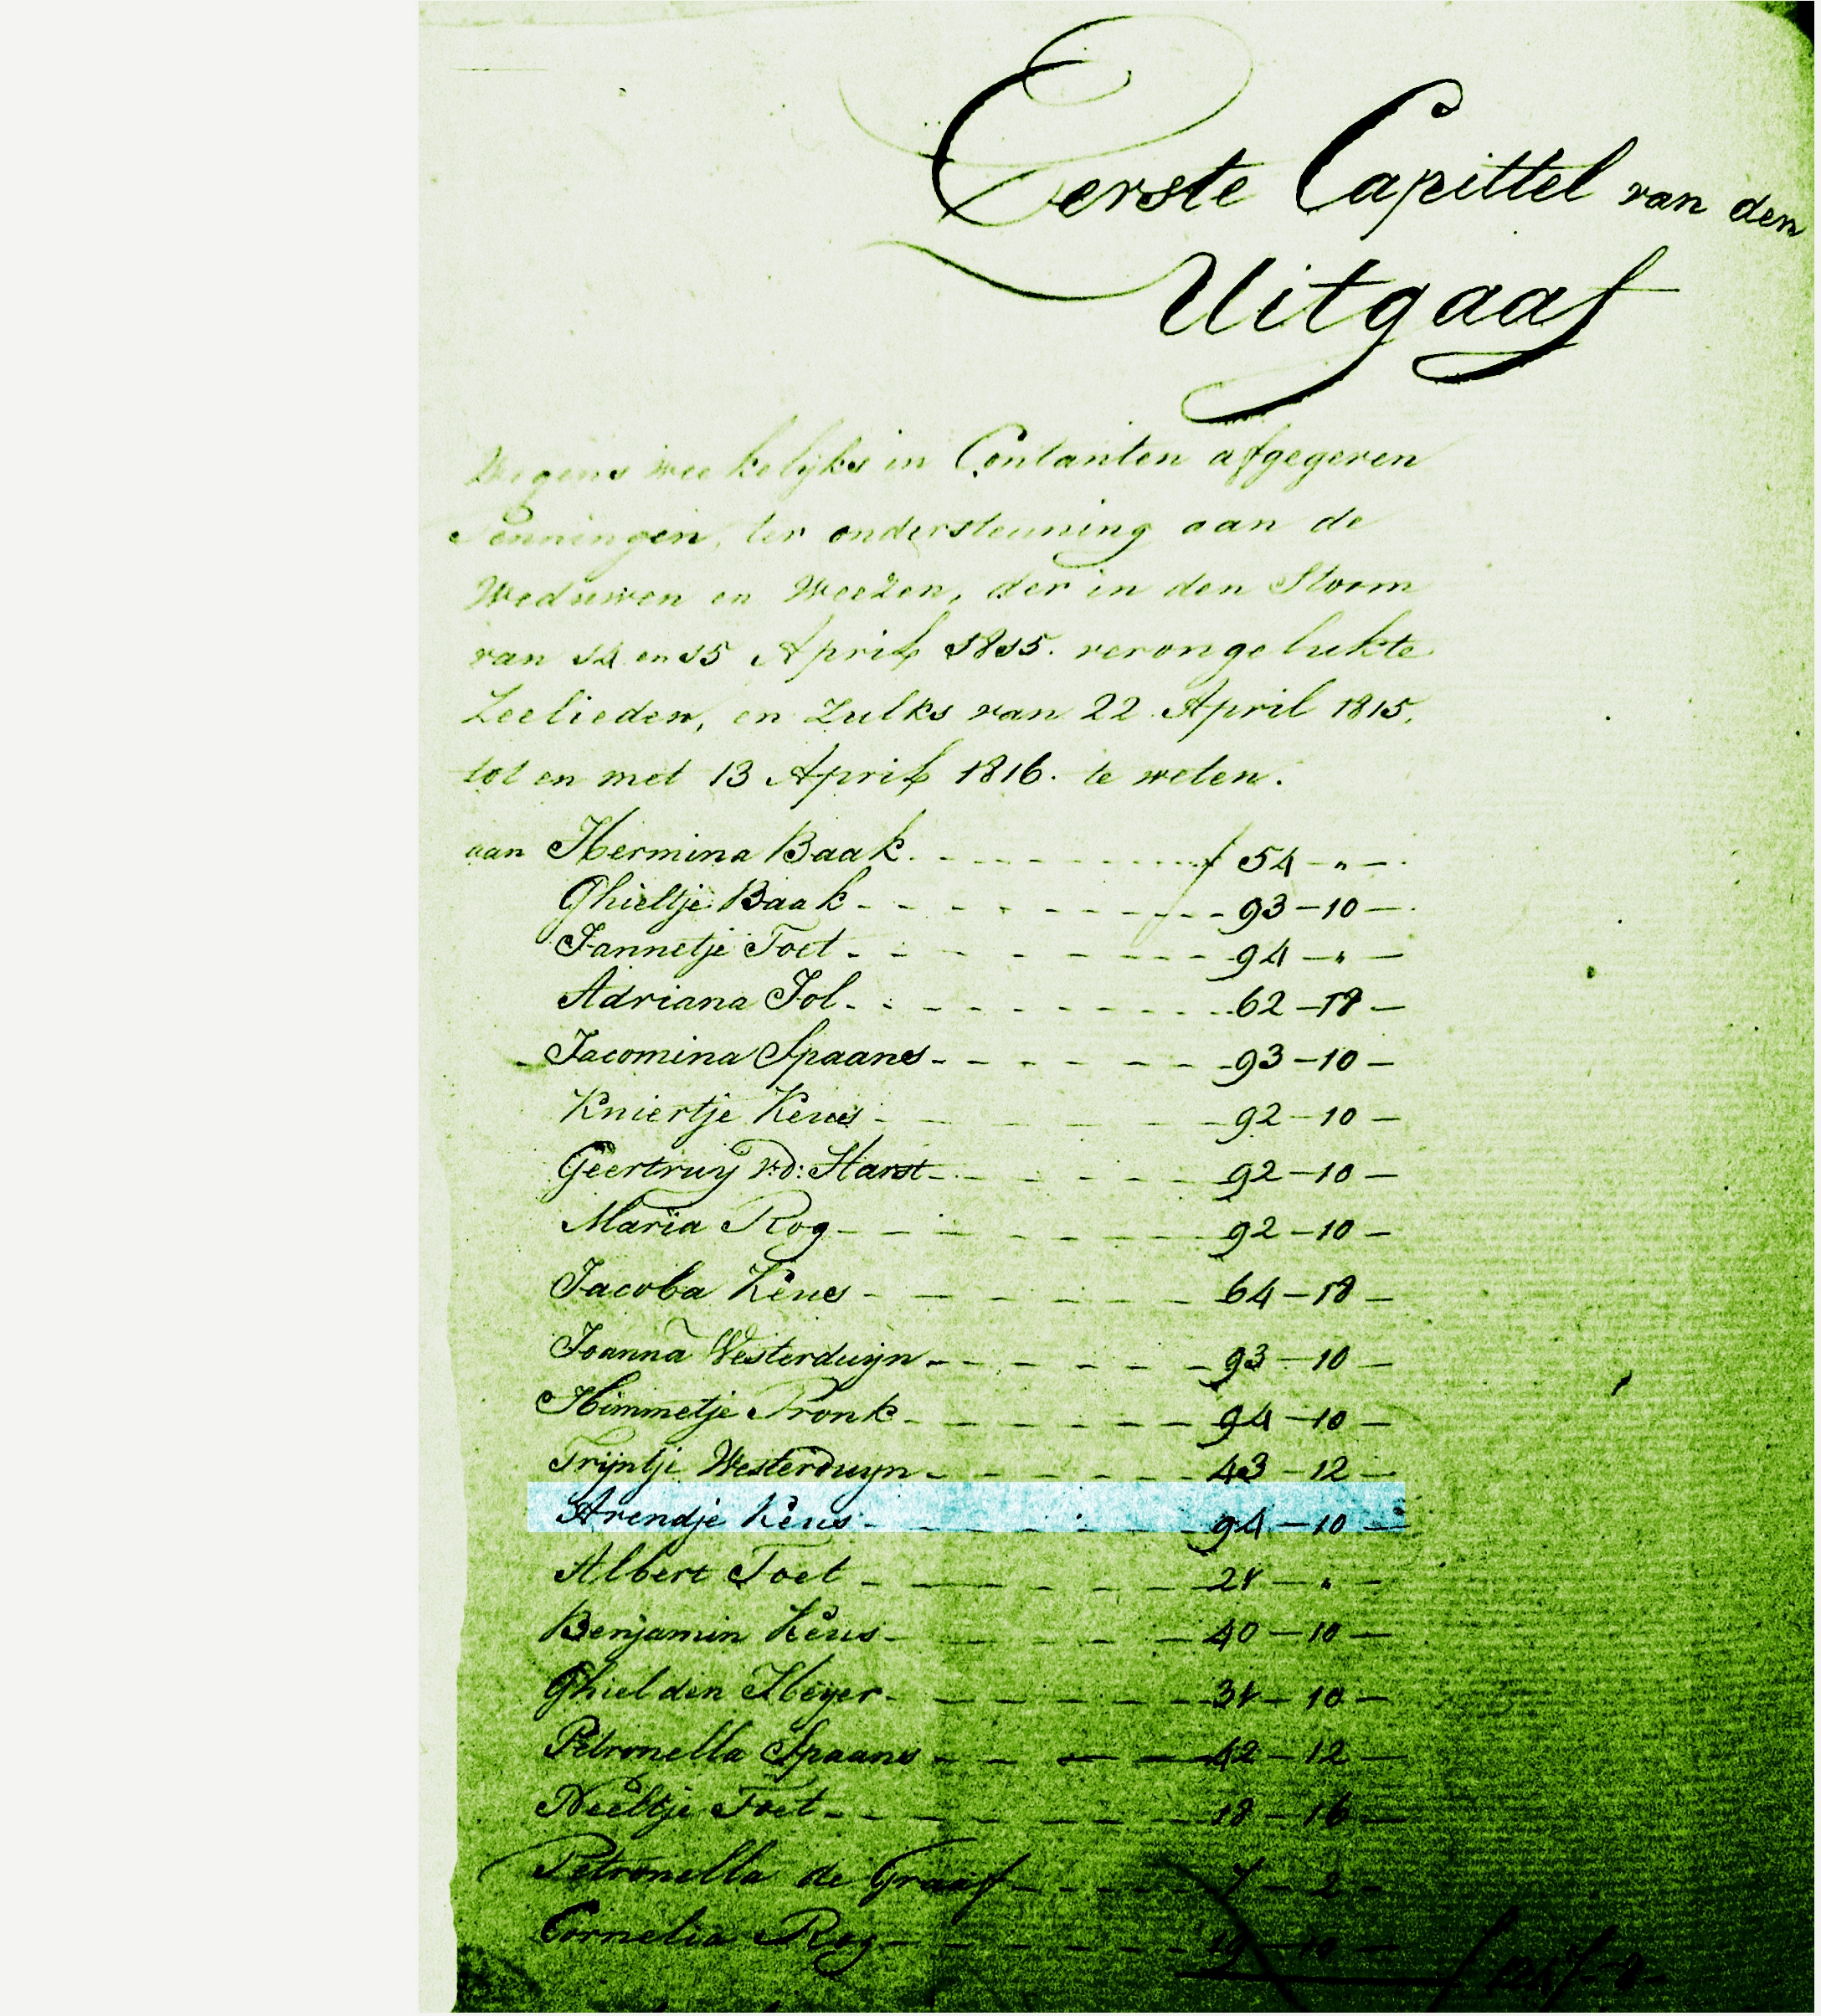 Eerste Capittel van den
Uitgaaf
Wegens weekelijks in Contanten afgegeven
Penningen, ter ondersteuning aan de
Weduwen en Weezen, der in den Storm
van 14 en 15 April 1815. verongelukte
Zeelieden, en zulks van 22 April 1815,
tot en met 13 April 1816. te weten.
aan Hermina Baak f 54 - " -
Ghieltje Baak 93 - 10 -
Jannetje Toet 94 - " -
Adriana Jol 62 - 18 -
Jacomina Spaans 93 - 10 -
Kniertje Keus 92 - 10 -
Geertruy v.d: Harst 92 - 10 -
Maria Rog 92 - 10 -
Jacoba Keus 64 - 18 -
Joanna Westerduyn 93 - 10 -
Himmetje Pronk 94 - 10 -
Trijntje Westerduyn 43 - 12 -
Arendje Keus 94 - 10 -
Albert Toet - " -
Benjamin Keus 40 - 10 -
Ghiel den Heyer - 10 -
Petronella Spaans 42 - 12 -
Neeltje Toet 18 - 16 -
Petronella de Graaf 7 - 2 -
Cornelia Rog 19 - 10 -